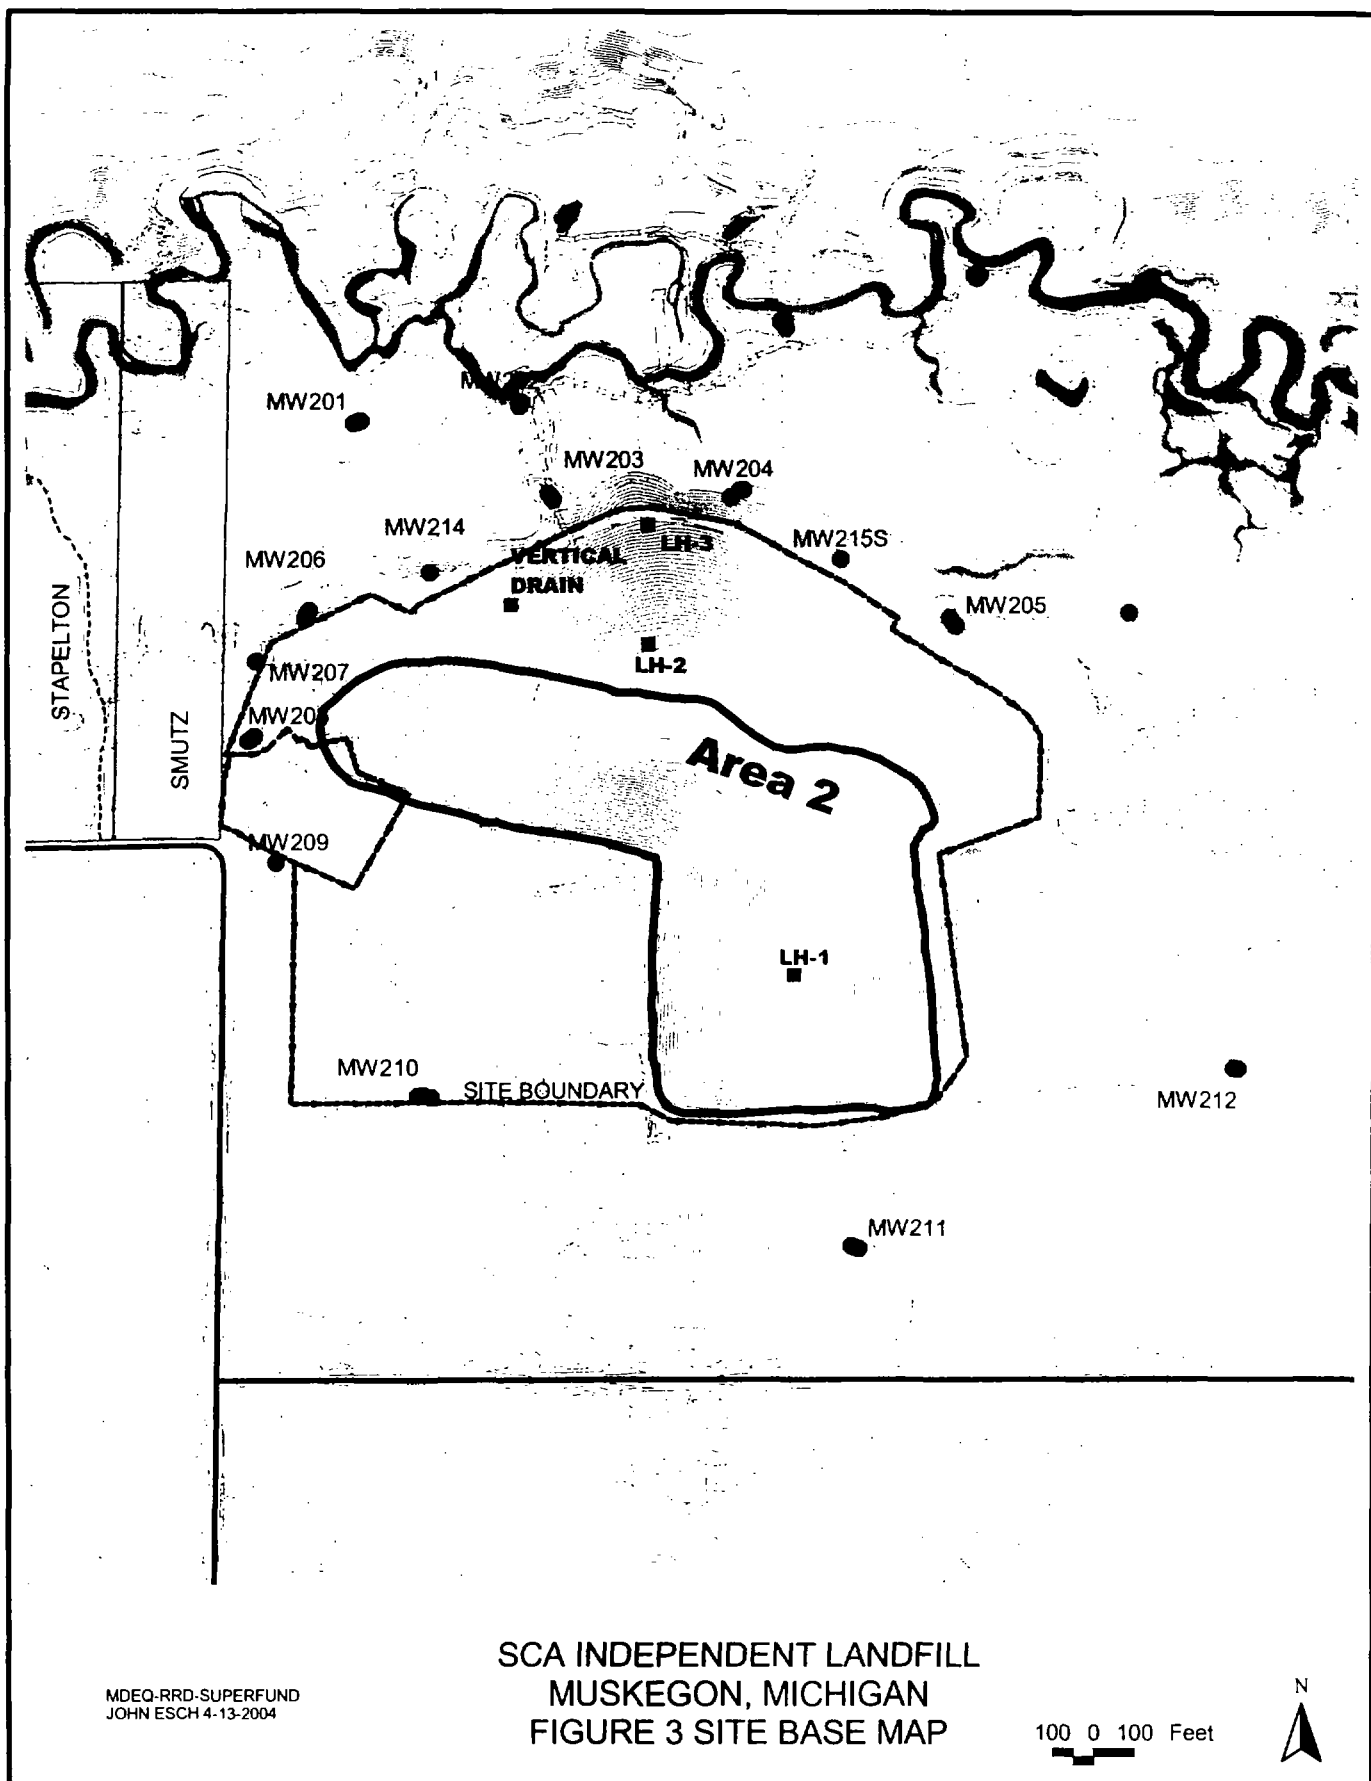 MW201
MW203
MW204
MW214
LH-3
MW215S
MW206
VERTICAL
DRAIN
MW205
STAPELTON
LH-2
MW207
SMUTZ
Area 2
MW209
LH-1
MW210
SITE BOUNDARY
MW212
MW211
SCA INDEPENDENT LANDFILL
MUSKEGON, MICHIGAN
FIGURE 3 SITE BASE MAP
MDEQ-RRD-SUPERFUND
JOHN ESCH 4-13-2004
100 0 100 Feet
N